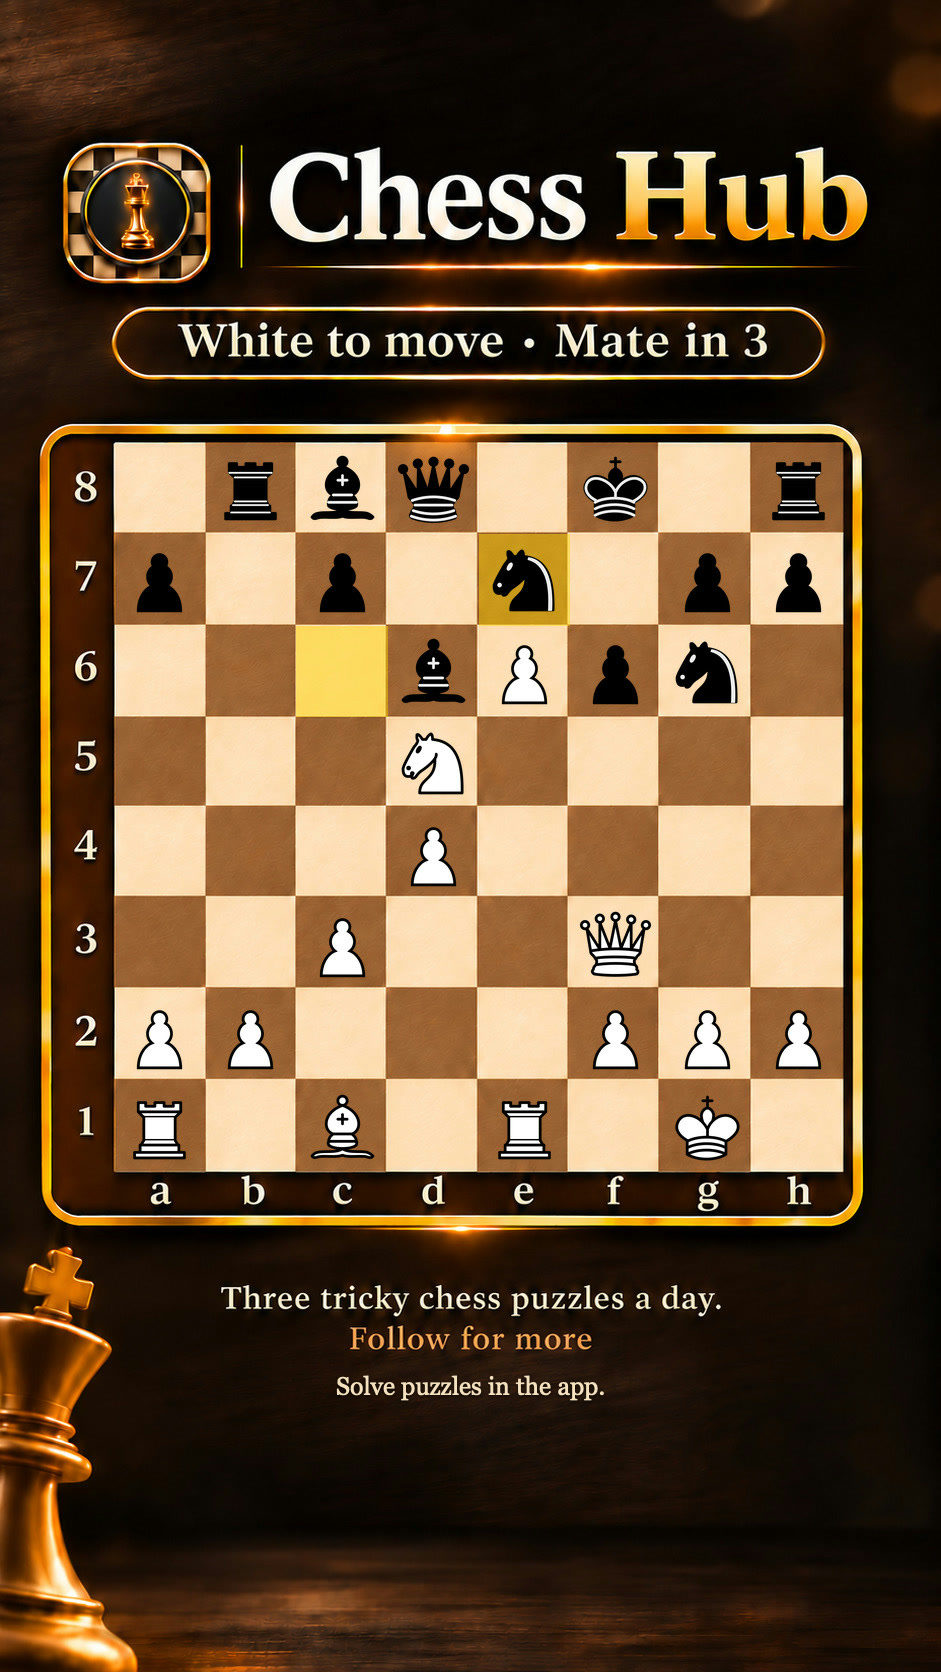 Chess Hub
White to move • Mate in 3
8
7
6
5
4
3
2
1
a b c d e f g h
Three tricky chess puzzles a day.
Follow for more
Solve puzzles in the app.